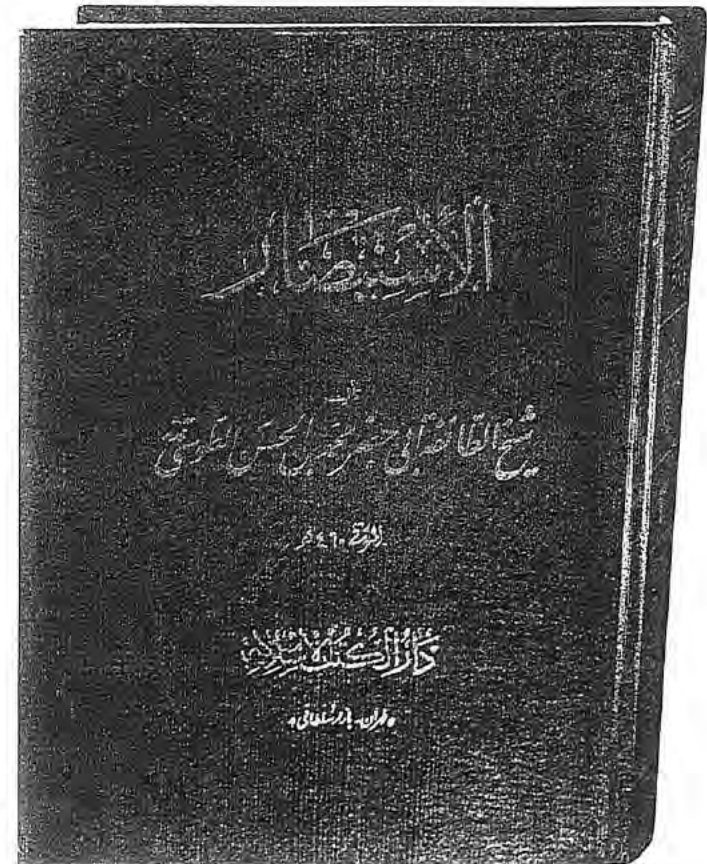 الاستبصار
تأليف
شيخ الطائفة أبي جعفر محمد بن الحسن الطوسي
المتوفى ٤٦٠ هـ
دار الكتب الإسلامية
طهران - بازار سلطاني